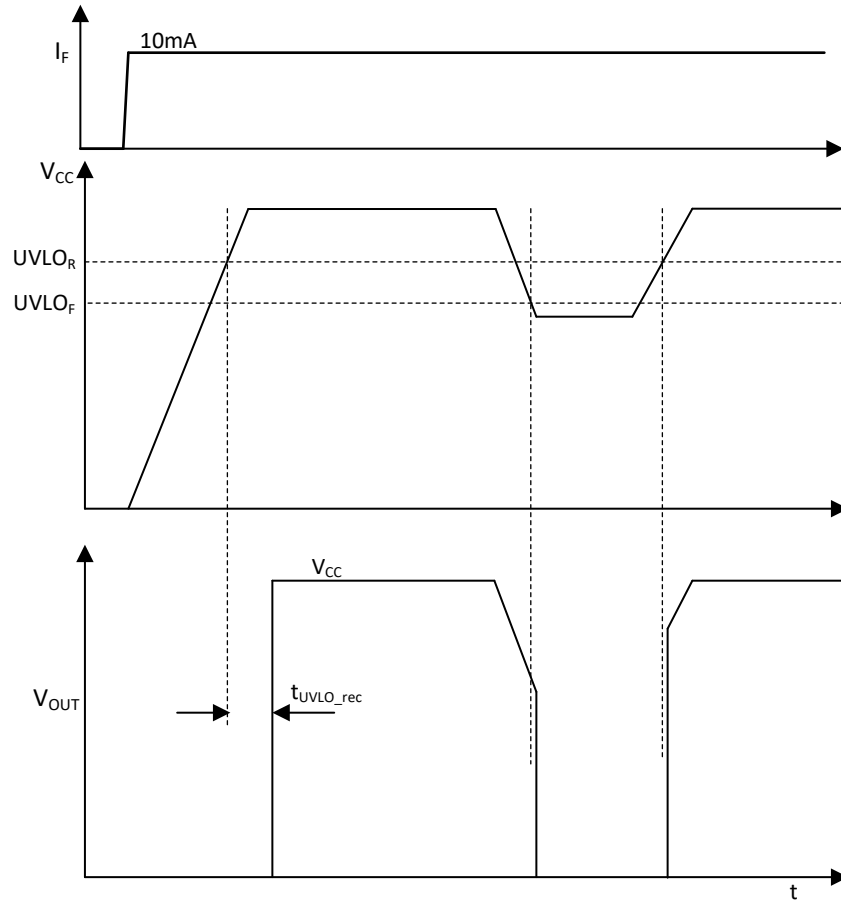 10mA
I_F
V_CC
UVLO_R
UVLO_F
V_CC
t_UVLO_rec
V_OUT
t